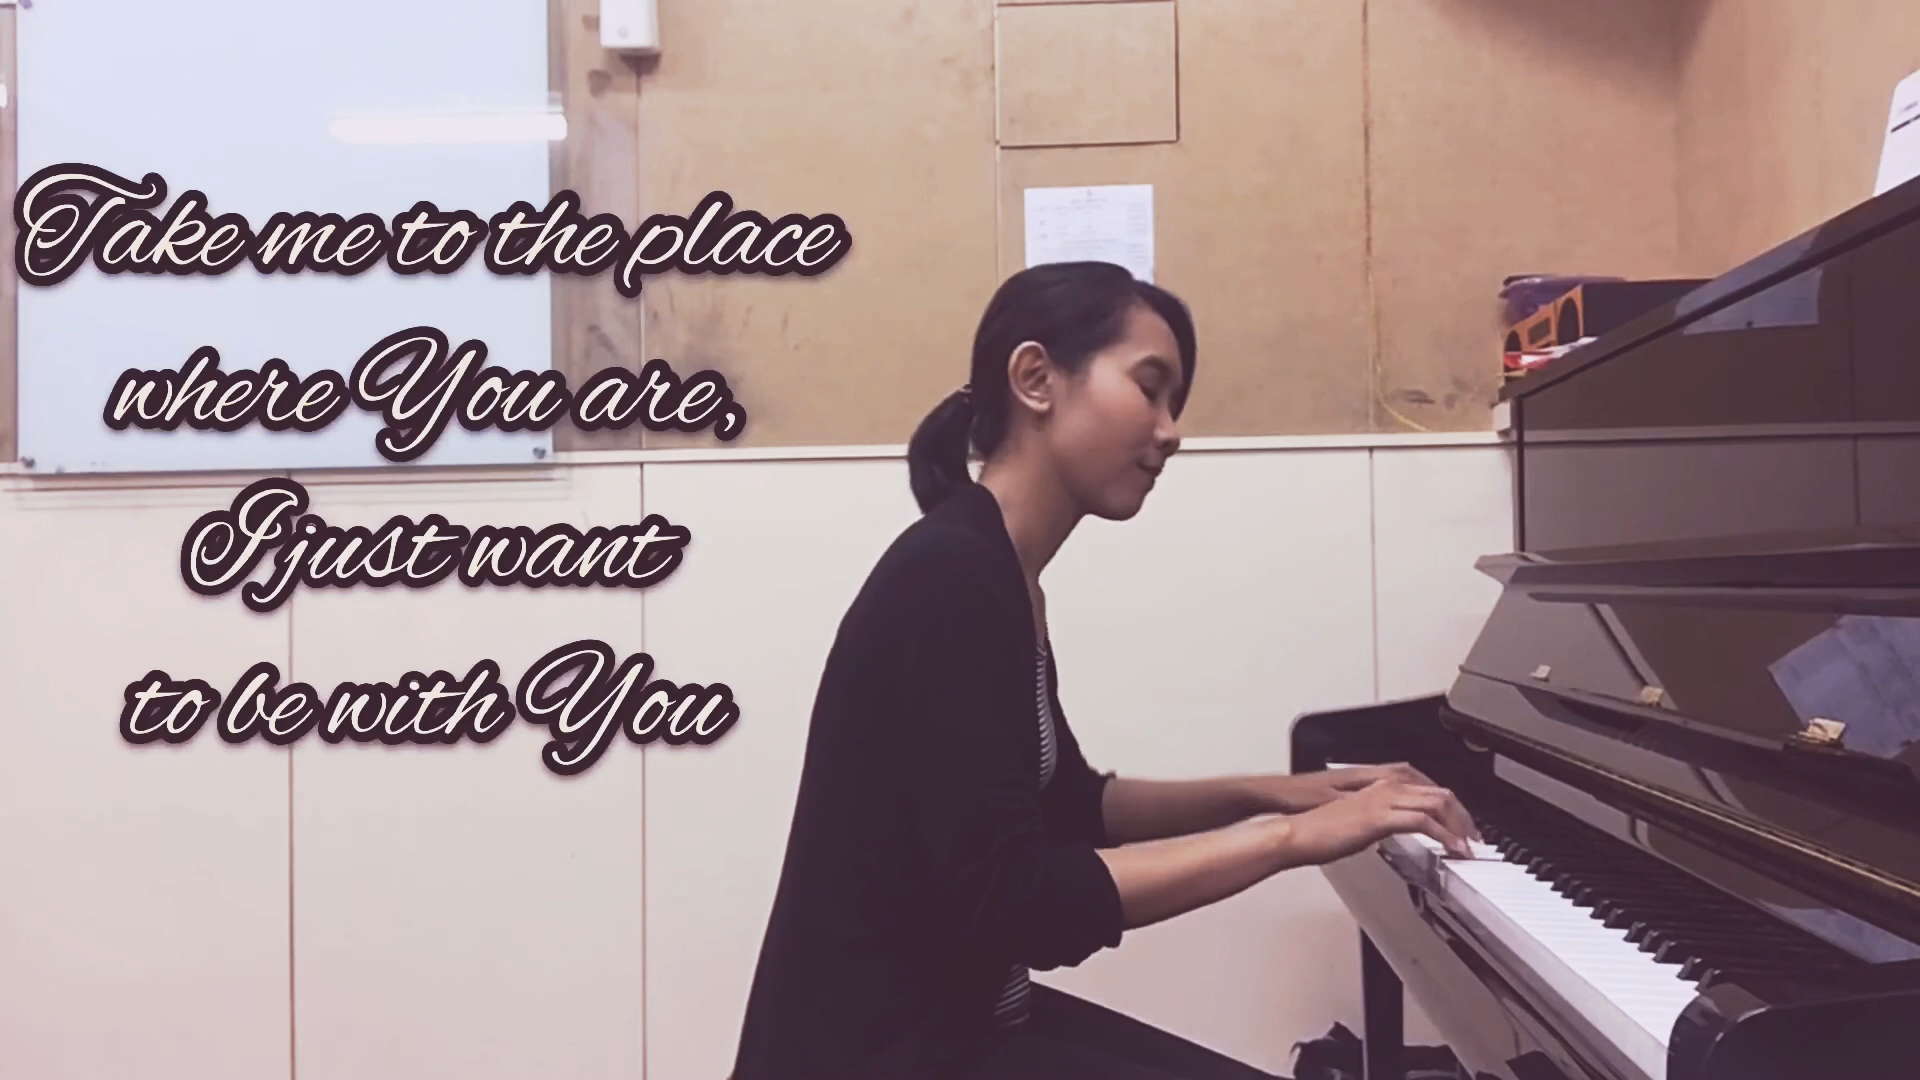 Take me to the place
where You are,
I just want
to be with You